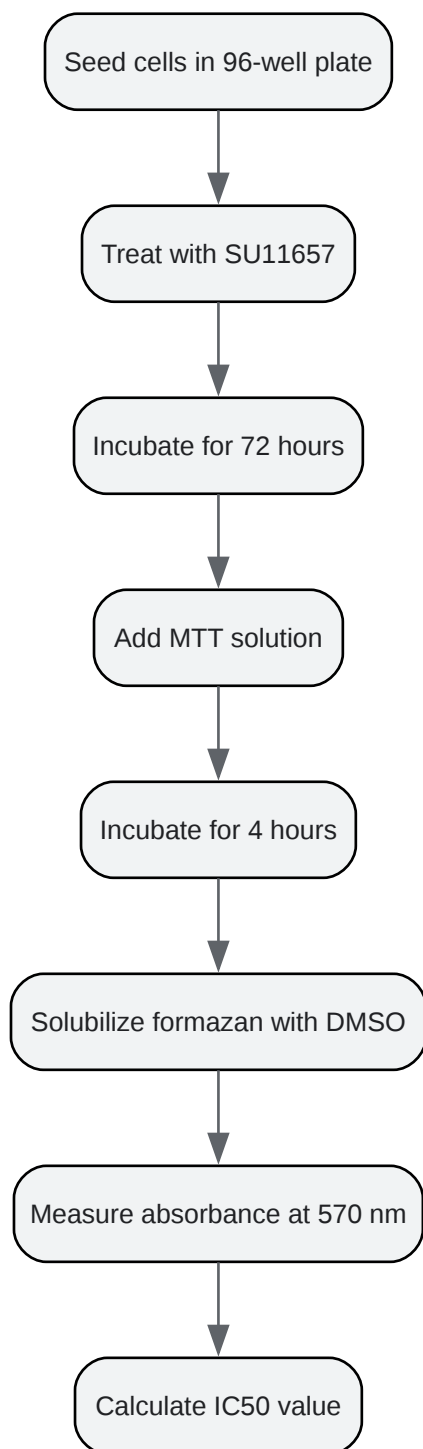 Seed cells in 96-well plate
Treat with SU11657
Incubate for 72 hours
Add MTT solution
Incubate for 4 hours
Solubilize formazan with DMSO
Measure absorbance at 570 nm
Calculate IC50 value